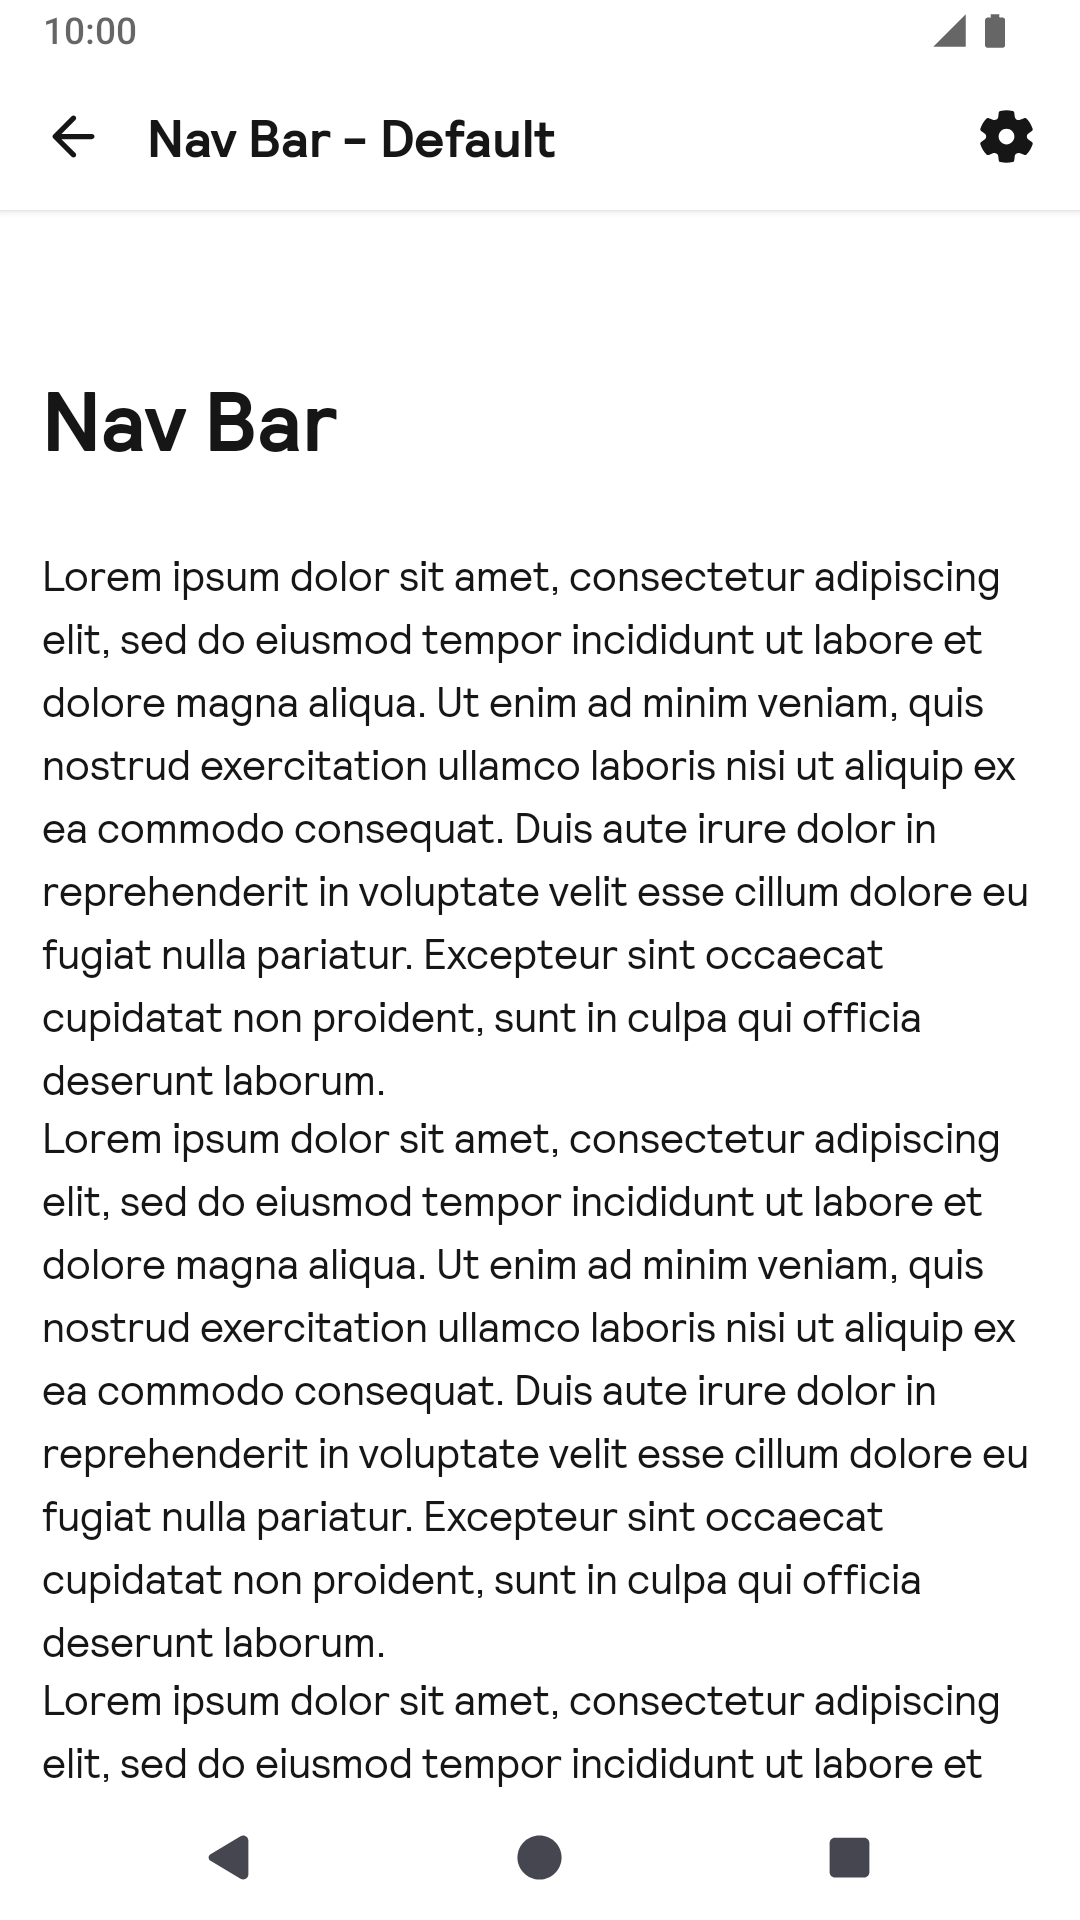 10:00
Nav Bar - Default
Nav Bar
Lorem ipsum dolor sit amet, consectetur adipiscing
elit, sed do eiusmod tempor incididunt ut labore et
dolore magna aliqua. Ut enim ad minim veniam, quis
nostrud exercitation ullamco laboris nisi ut aliquip ex
ea commodo consequat. Duis aute irure dolor in
reprehenderit in voluptate velit esse cillum dolore eu
fugiat nulla pariatur. Excepteur sint occaecat
cupidatat non proident, sunt in culpa qui officia
deserunt laborum.
Lorem ipsum dolor sit amet, consectetur adipiscing
elit, sed do eiusmod tempor incididunt ut labore et
dolore magna aliqua. Ut enim ad minim veniam, quis
nostrud exercitation ullamco laboris nisi ut aliquip ex
ea commodo consequat. Duis aute irure dolor in
reprehenderit in voluptate velit esse cillum dolore eu
fugiat nulla pariatur. Excepteur sint occaecat
cupidatat non proident, sunt in culpa qui officia
deserunt laborum.
Lorem ipsum dolor sit amet, consectetur adipiscing
elit, sed do eiusmod tempor incididunt ut labore et